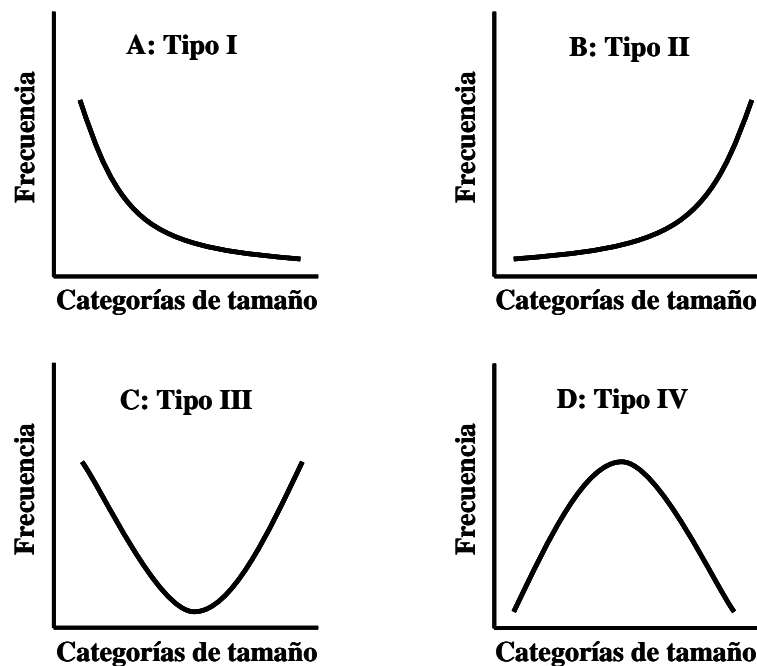 A: Tipo I
Frecuencia
Categorías de tamaño
B: Tipo II
Frecuencia
Categorías de tamaño
C: Tipo III
Frecuencia
Categorías de tamaño
D: Tipo IV
Frecuencia
Categorías de tamaño